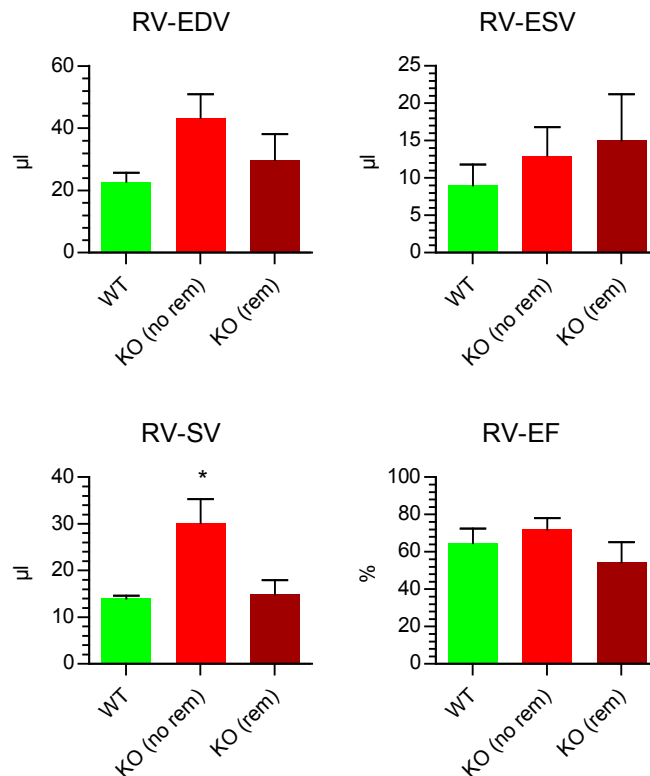 RV-EDV
60
40
20
0
µl
WT
KO (no rem)
KO (rem)
RV-ESV
25
20
15
10
5
0
µl
WT
KO (no rem)
KO (rem)
RV-SV
40
30
20
10
0
µl
*
WT
KO (no rem)
KO (rem)
RV-EF
100
80
60
40
20
0
%
WT
KO (no rem)
KO (rem)